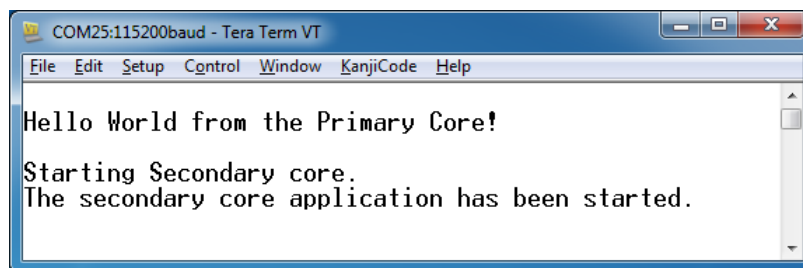 COM25:115200baud - Tera Term VT
File Edit Setup Control Window KanjiCode Help
Hello World from the Primary Core!
Starting Secondary core.
The secondary core application has been started.